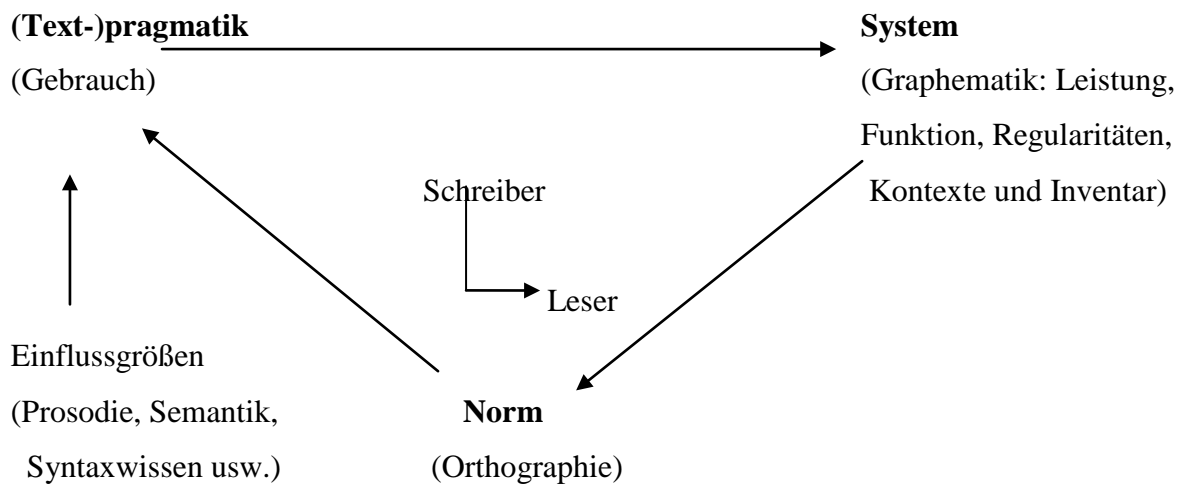 (Text-)pragmatik
(Gebrauch)
System
(Graphematik: Leistung,
Funktion, Regularitäten,
Kontexte und Inventar)
Schreiber
Leser
Einflussgrößen
(Prosodie, Semantik,
Syntaxwissen usw.)
Norm
(Orthographie)